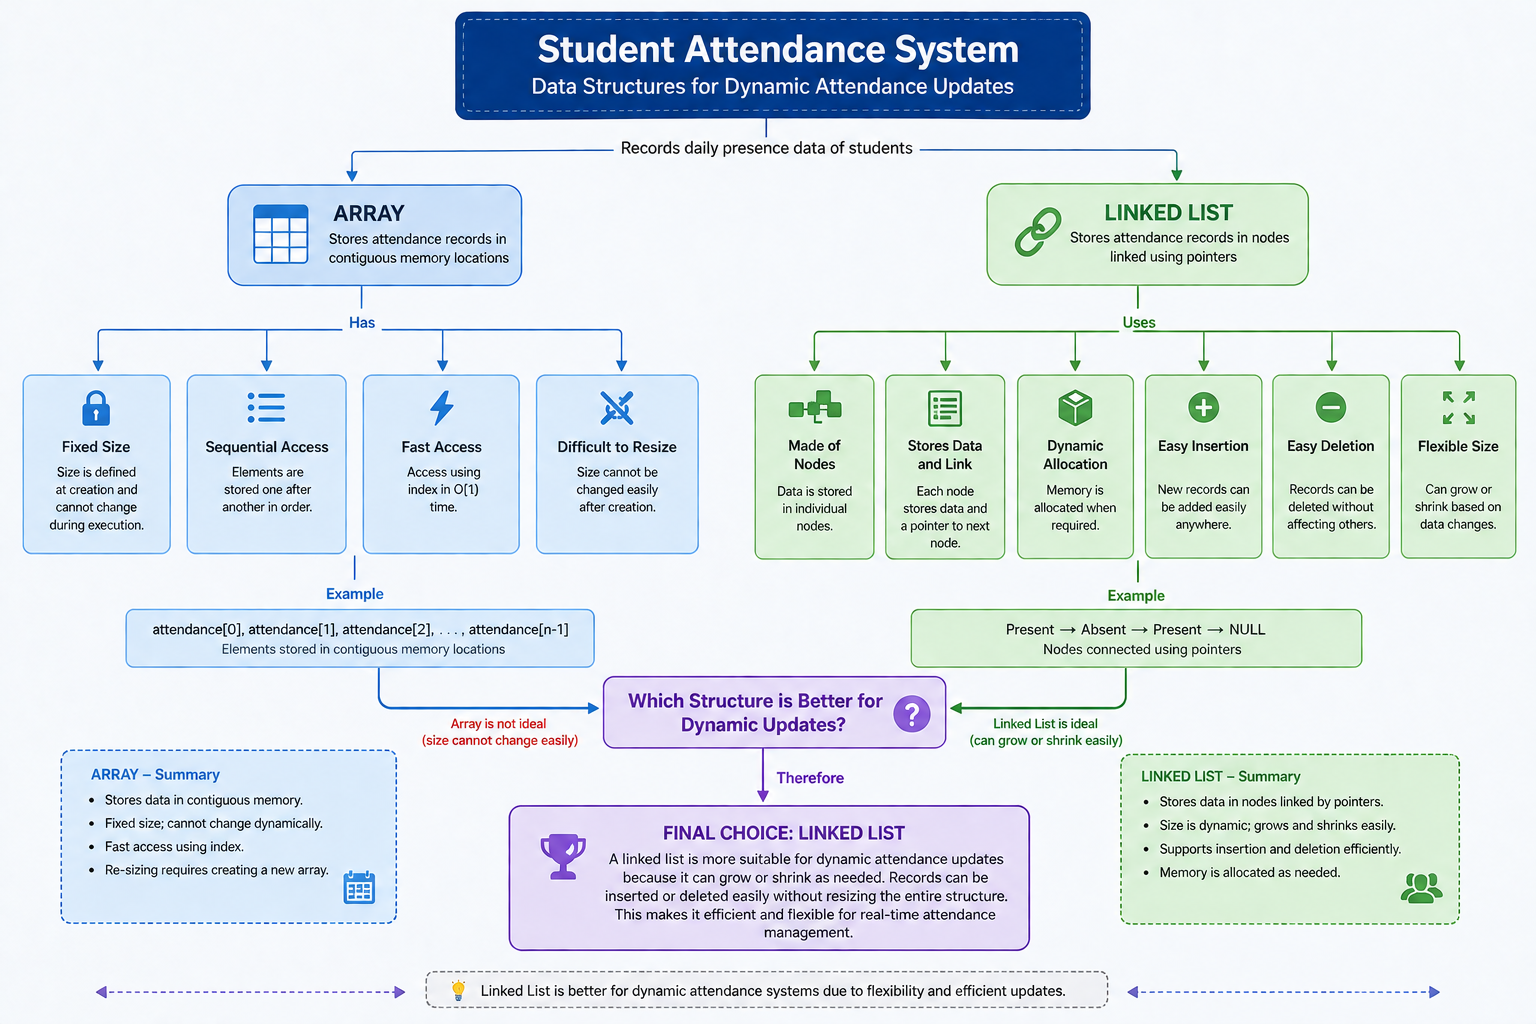 Student Attendance System
Data Structures for Dynamic Attendance Updates
Records daily presence data of students
ARRAY
Stores attendance records in
contiguous memory locations
LINKED LIST
Stores attendance records in nodes
linked using pointers
Has
Uses
Fixed Size
Size is defined
at creation and
cannot change
during execution.
Sequential Access
Elements are
stored one after
another in order.
Fast Access
Access using
index in O(1)
time.
Difficult to Resize
Size cannot be
changed easily
after creation.
Made of
Nodes
Data is stored
in individual
nodes.
Stores Data
and Link
Each node
stores data and
a pointer to next
node.
Dynamic
Allocation
Memory is
allocated when
required.
Easy Insertion
New records can
be added easily
anywhere.
Easy Deletion
Records can be
deleted without
affecting others.
Flexible Size
Can grow or
shrink based on
data changes.
Example
attendance[0], attendance[1], attendance[2], . . . , attendance[n-1]
Elements stored in contiguous memory locations
Example
Present → Absent → Present → NULL
Nodes connected using pointers
Which Structure is Better for
Dynamic Updates?
?
Array is not ideal
(size cannot change easily)
Linked List is ideal
(can grow or shrink easily)
Therefore
ARRAY – Summary
• Stores data in contiguous memory.
• Fixed size; cannot change dynamically.
• Fast access using index.
• Re-sizing requires creating a new array.
FINAL CHOICE: LINKED LIST
A linked list is more suitable for dynamic attendance updates
because it can grow or shrink as needed. Records can be
inserted or deleted easily without resizing the entire structure.
This makes it efficient and flexible for real-time attendance
management.
LINKED LIST – Summary
• Stores data in nodes linked by pointers.
• Size is dynamic; grows and shrinks easily.
• Supports insertion and deletion efficiently.
• Memory is allocated as needed.
Linked List is better for dynamic attendance systems due to flexibility and efficient updates.